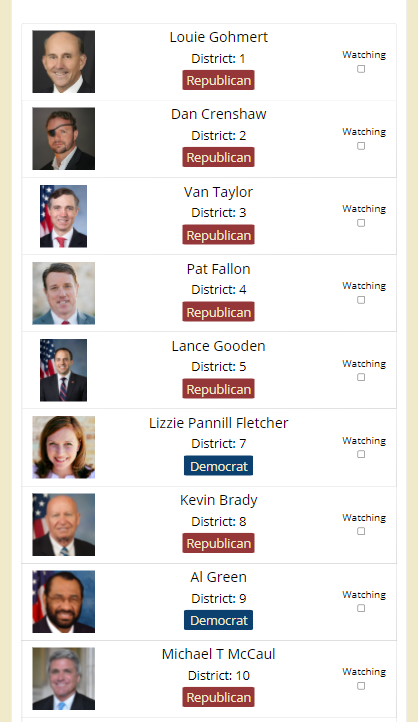 Louie Gohmert
District: 1
Republican
Watching
Dan Crenshaw
District: 2
Republican
Watching
Van Taylor
District: 3
Republican
Watching
Pat Fallon
District: 4
Republican
Watching
Lance Gooden
District: 5
Republican
Watching
Lizzie Pannill Fletcher
District: 7
Democrat
Watching
Kevin Brady
District: 8
Republican
Watching
Al Green
District: 9
Democrat
Watching
Michael T McCaul
District: 10
Republican
Watching